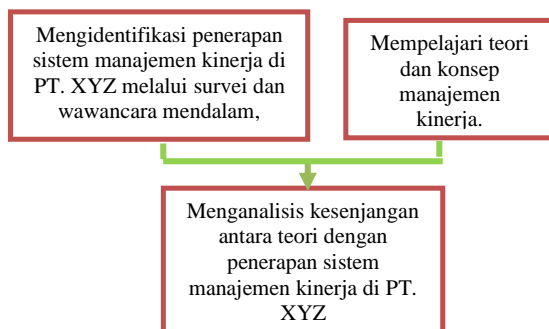 Mengidentifikasi penerapan
sistem manajemen kinerja di
PT. XYZ melalui survei dan
wawancara mendalam,
Mempelajari teori
dan konsep
manajemen
kinerja.
Menganalisis kesenjangan
antara teori dengan
penerapan sistem
manajemen kinerja di PT.
XYZ